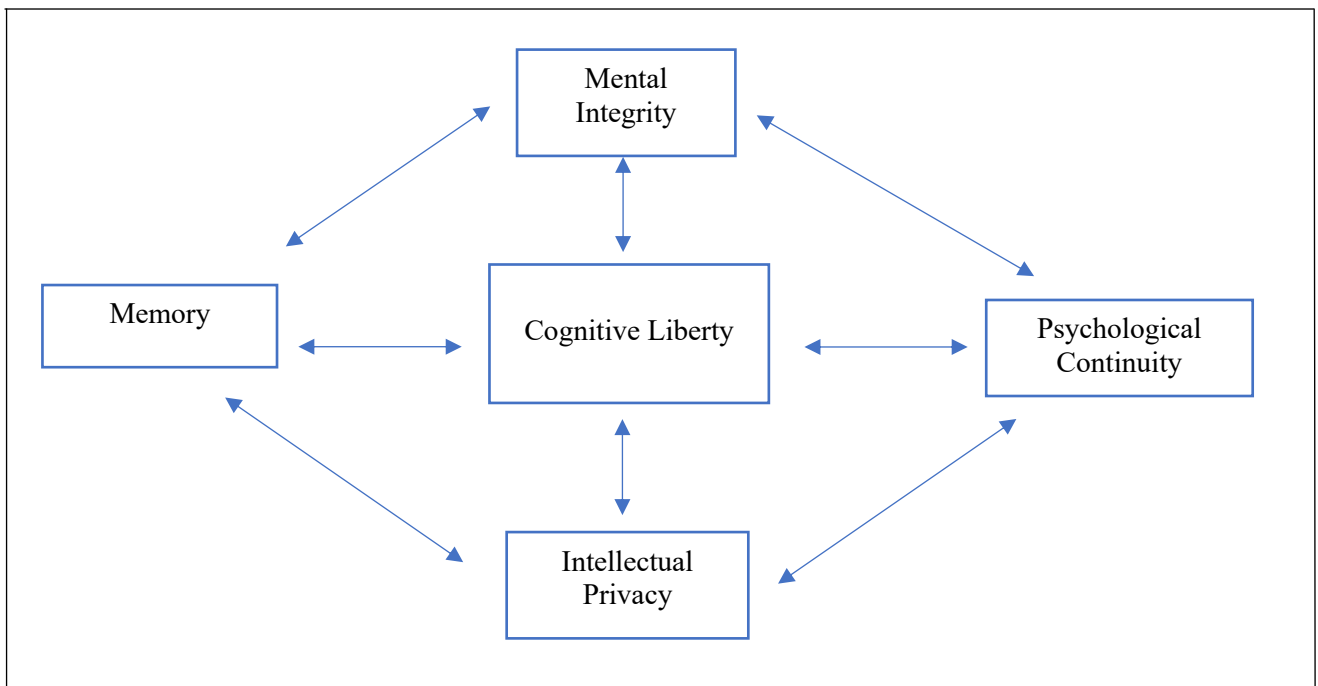 Mental
Integrity
Memory
Cognitive Liberty
Psychological
Continuity
Intellectual
Privacy